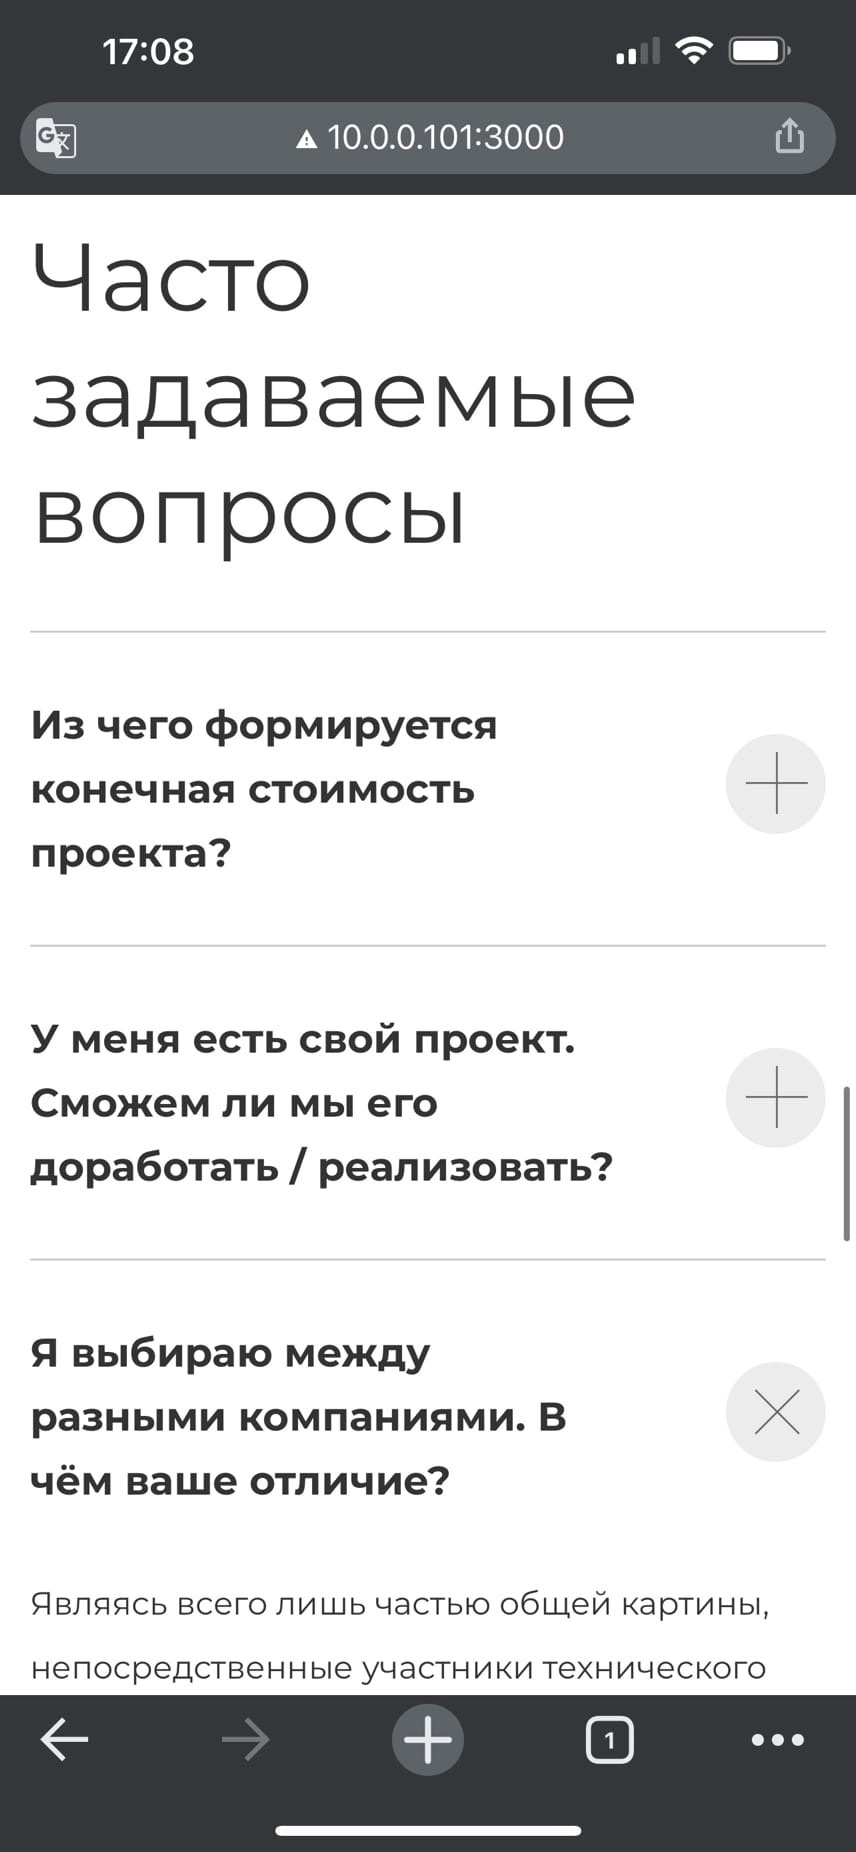 17:08
10.0.0.101:3000
Часто
задаваемые
вопросы
Из чего формируется
конечная стоимость
проекта?
У меня есть свой проект.
Сможем ли мы его
доработать / реализовать?
Я выбираю между
разными компаниями. В
чём ваше отличие?
Являясь всего лишь частью общей картины,
непосредственные участники технического
1